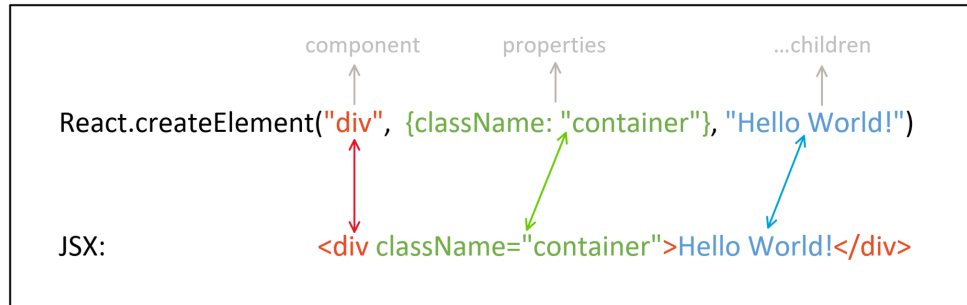 component properties ...children
React.createElement("div", {className: "container"}, "Hello World!")
JSX: <div className="container">Hello World!</div>